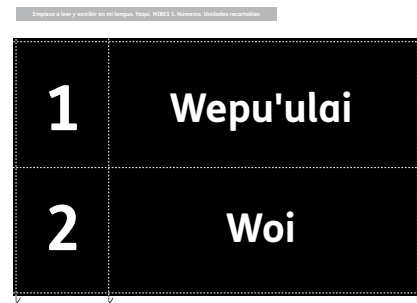 Empiezo a leer y escribir en mi lengua. Yaqui, MIBES 1. Números. Unidades recortables
1 Wepu'ulai
2 Woi